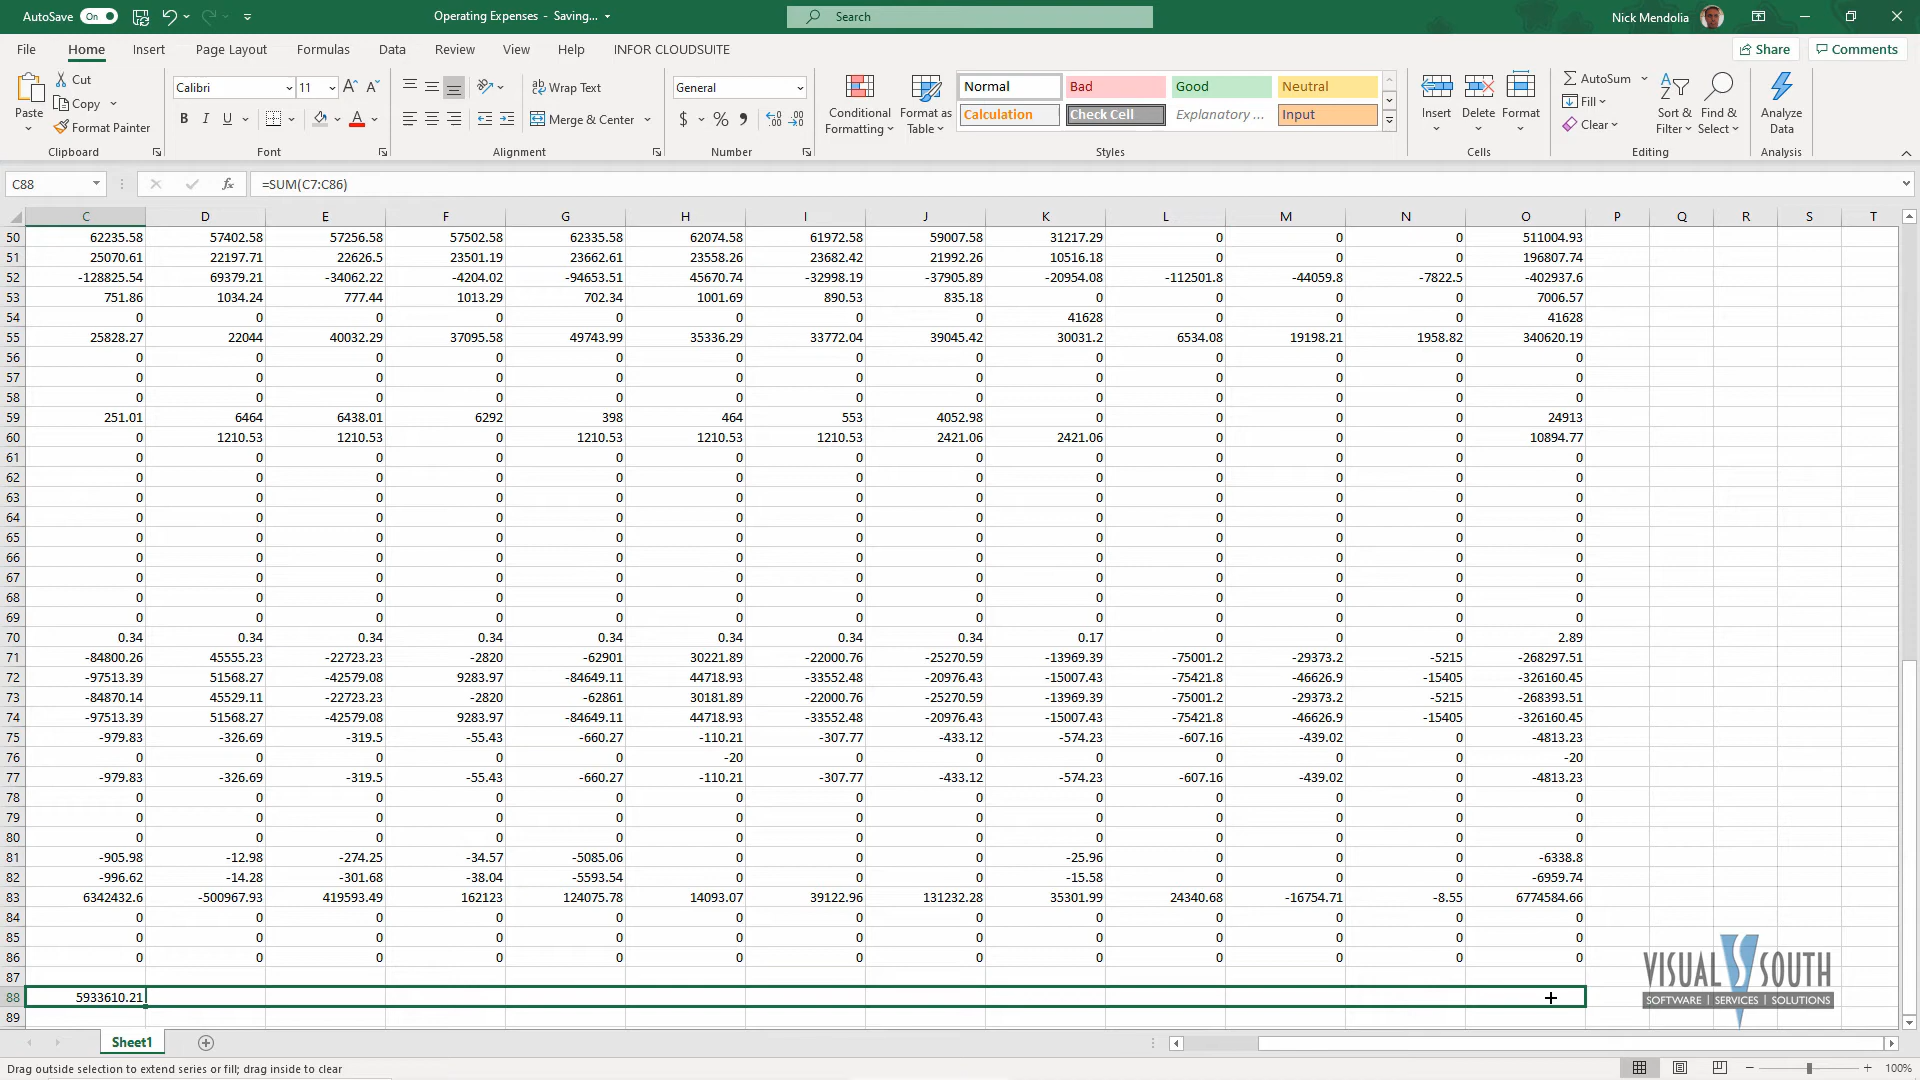 AutoSave On Operating Expenses - Saving... Search Nick Mendolia
File Home Insert Page Layout Formulas Data Review View Help INFOR CLOUDSUITE Share Comments
Paste Cut Copy Format Painter
Calibri 11
B I U
Wrap Text
Merge & Center
General
$ % ,
Conditional Formatting
Format as Table
Normal Bad Good Neutral
Calculation Check Cell Explanatory ... Input
Insert Delete Format
AutoSum Fill Clear
Sort & Filter
Find & Select
Analyze Data
Clipboard Font Alignment Number Styles Cells Editing Analysis
C88 fx =SUM(C7:C86)
C D E F G H I J K L M N O P Q R S T
50 62235.58 57402.58 57256.58 57502.58 62335.58 62074.58 61972.58 59007.58 31217.29 0 0 0 511004.93
51 25070.61 22197.71 22626.5 23501.19 23662.61 23558.26 23682.42 21992.26 10516.18 0 0 0 196807.74
52 -128825.54 69379.21 -34062.22 -4204.02 -94653.51 45670.74 -32998.19 -37905.89 -20954.08 -112501.8 -44059.8 -7822.5 -402937.6
53 751.86 1034.24 777.44 1013.29 702.34 1001.69 890.53 835.18 0 0 0 0 7006.57
54 0 0 0 0 0 0 0 0 41628 0 0 0 41628
55 25828.27 22044 40032.29 37095.58 49743.99 35336.29 33772.04 39045.42 30031.2 6534.08 19198.21 1958.82 340620.19
56 0 0 0 0 0 0 0 0 0 0 0 0 0
57 0 0 0 0 0 0 0 0 0 0 0 0 0
58 0 0 0 0 0 0 0 0 0 0 0 0 0
59 251.01 6464 6438.01 6292 398 464 553 4052.98 0 0 0 0 24913
60 0 1210.53 1210.53 0 1210.53 1210.53 1210.53 2421.06 2421.06 0 0 0 10894.77
61 0 0 0 0 0 0 0 0 0 0 0 0 0
62 0 0 0 0 0 0 0 0 0 0 0 0 0
63 0 0 0 0 0 0 0 0 0 0 0 0 0
64 0 0 0 0 0 0 0 0 0 0 0 0 0
65 0 0 0 0 0 0 0 0 0 0 0 0 0
66 0 0 0 0 0 0 0 0 0 0 0 0 0
67 0 0 0 0 0 0 0 0 0 0 0 0 0
68 0 0 0 0 0 0 0 0 0 0 0 0 0
69 0 0 0 0 0 0 0 0 0 0 0 0 0
70 0.34 0.34 0.34 0.34 0.34 0.34 0.34 0.34 0.17 0 0 0 2.89
71 -84800.26 45555.23 -22723.23 -2820 -62901 30221.89 -22000.76 -25270.59 -13969.39 -75001.2 -29373.2 -5215 -268297.51
72 -97513.39 51568.27 -42579.08 9283.97 -84649.11 44718.93 -33552.48 -20976.43 -15007.43 -75421.8 -46626.9 -15405 -326160.45
73 -84870.14 45529.11 -22723.23 -2820 -62861 30181.89 -22000.76 -25270.59 -13969.39 -75001.2 -29373.2 -5215 -268393.51
74 -97513.39 51568.27 -42579.08 9283.97 -84649.11 44718.93 -33552.48 -20976.43 -15007.43 -75421.8 -46626.9 -15405 -326160.45
75 -979.83 -326.69 -319.5 -55.43 -660.27 -110.21 -307.77 -433.12 -574.23 -607.16 -439.02 0 -4813.23
76 0 0 0 0 0 -20 0 0 0 0 0 0 -20
77 -979.83 -326.69 -319.5 -55.43 -660.27 -110.21 -307.77 -433.12 -574.23 -607.16 -439.02 0 -4813.23
78 0 0 0 0 0 0 0 0 0 0 0 0 0
79 0 0 0 0 0 0 0 0 0 0 0 0 0
80 0 0 0 0 0 0 0 0 0 0 0 0 0
81 -905.98 -12.98 -274.25 -34.57 -5085.06 0 0 0 -25.96 0 0 0 -6338.8
82 -996.62 -14.28 -301.68 -38.04 -5593.54 0 0 0 -15.58 0 0 0 -6959.74
83 6342432.6 -500967.93 419593.49 162123 124075.78 14093.07 39122.96 131232.28 35301.99 24340.68 -16754.71 -8.55 6774584.66
84 0 0 0 0 0 0 0 0 0 0 0 0 0
85 0 0 0 0 0 0 0 0 0 0 0 0 0
86 0 0 0 0 0 0 0 0 0 0 0 0 0
87
88 5933610.21
89
VISUAL SOUTH
SOFTWARE | SERVICES | SOLUTIONS
Sheet1
Drag outside selection to extend series or fill; drag inside to clear 100%